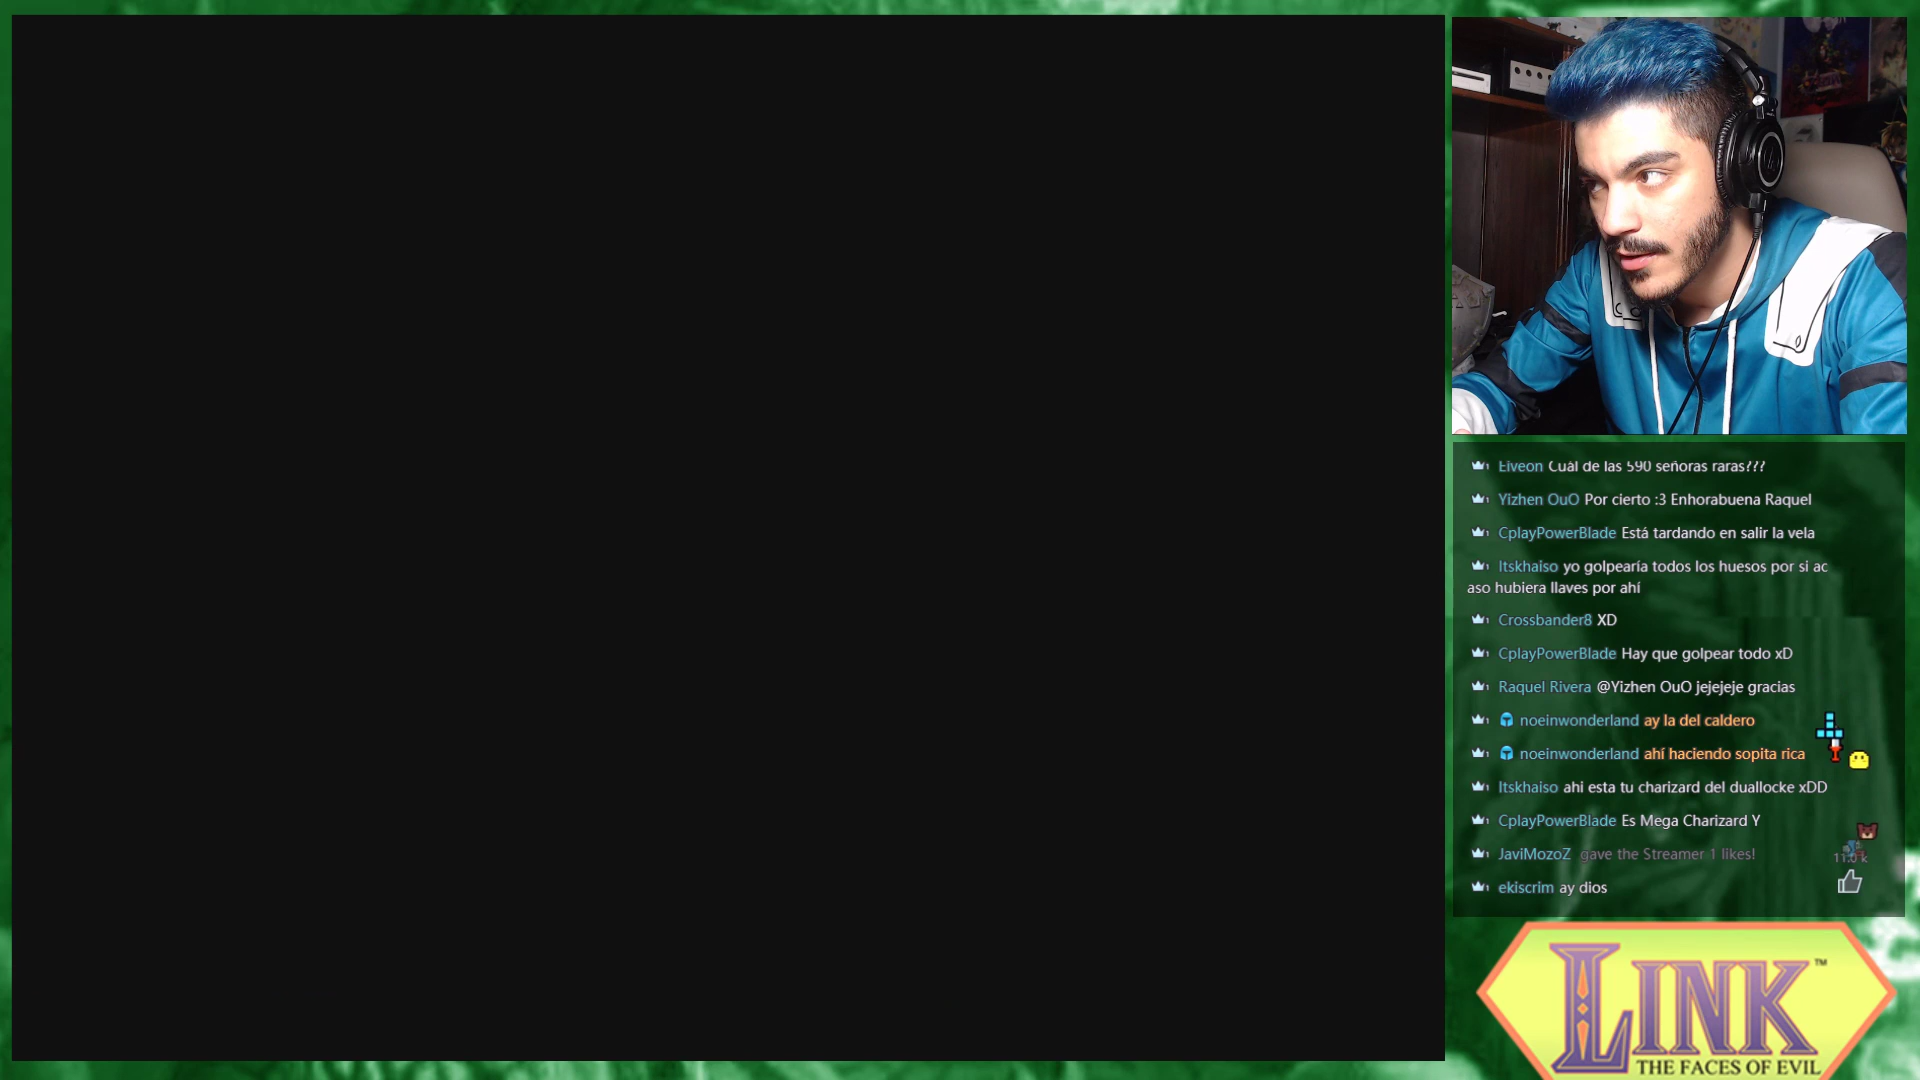 Eiveon Cuál de las 590 señoras raras???
Yizhen OuO Por cierto :3 Enhorabuena Raquel
CplayPowerBlade Está tardando en salir la vela
Itskhaiso yo golpearía todos los huesos por si ac
aso hubiera llaves por ahí
Crossbander8 XD
CplayPowerBlade Hay que golpear todo xD
Raquel Rivera @Yizhen OuO jejejeje gracias
noeinwonderland ay la del caldero
noeinwonderland ahí haciendo sopita rica
Itskhaiso ahi esta tu charizard del duallocke xDD
CplayPowerBlade Es Mega Charizard Y
JaviMozoZ gave the Streamer 1 likes!
11.0 k
ekiscrim ay dios
LINK™
THE FACES OF EVIL